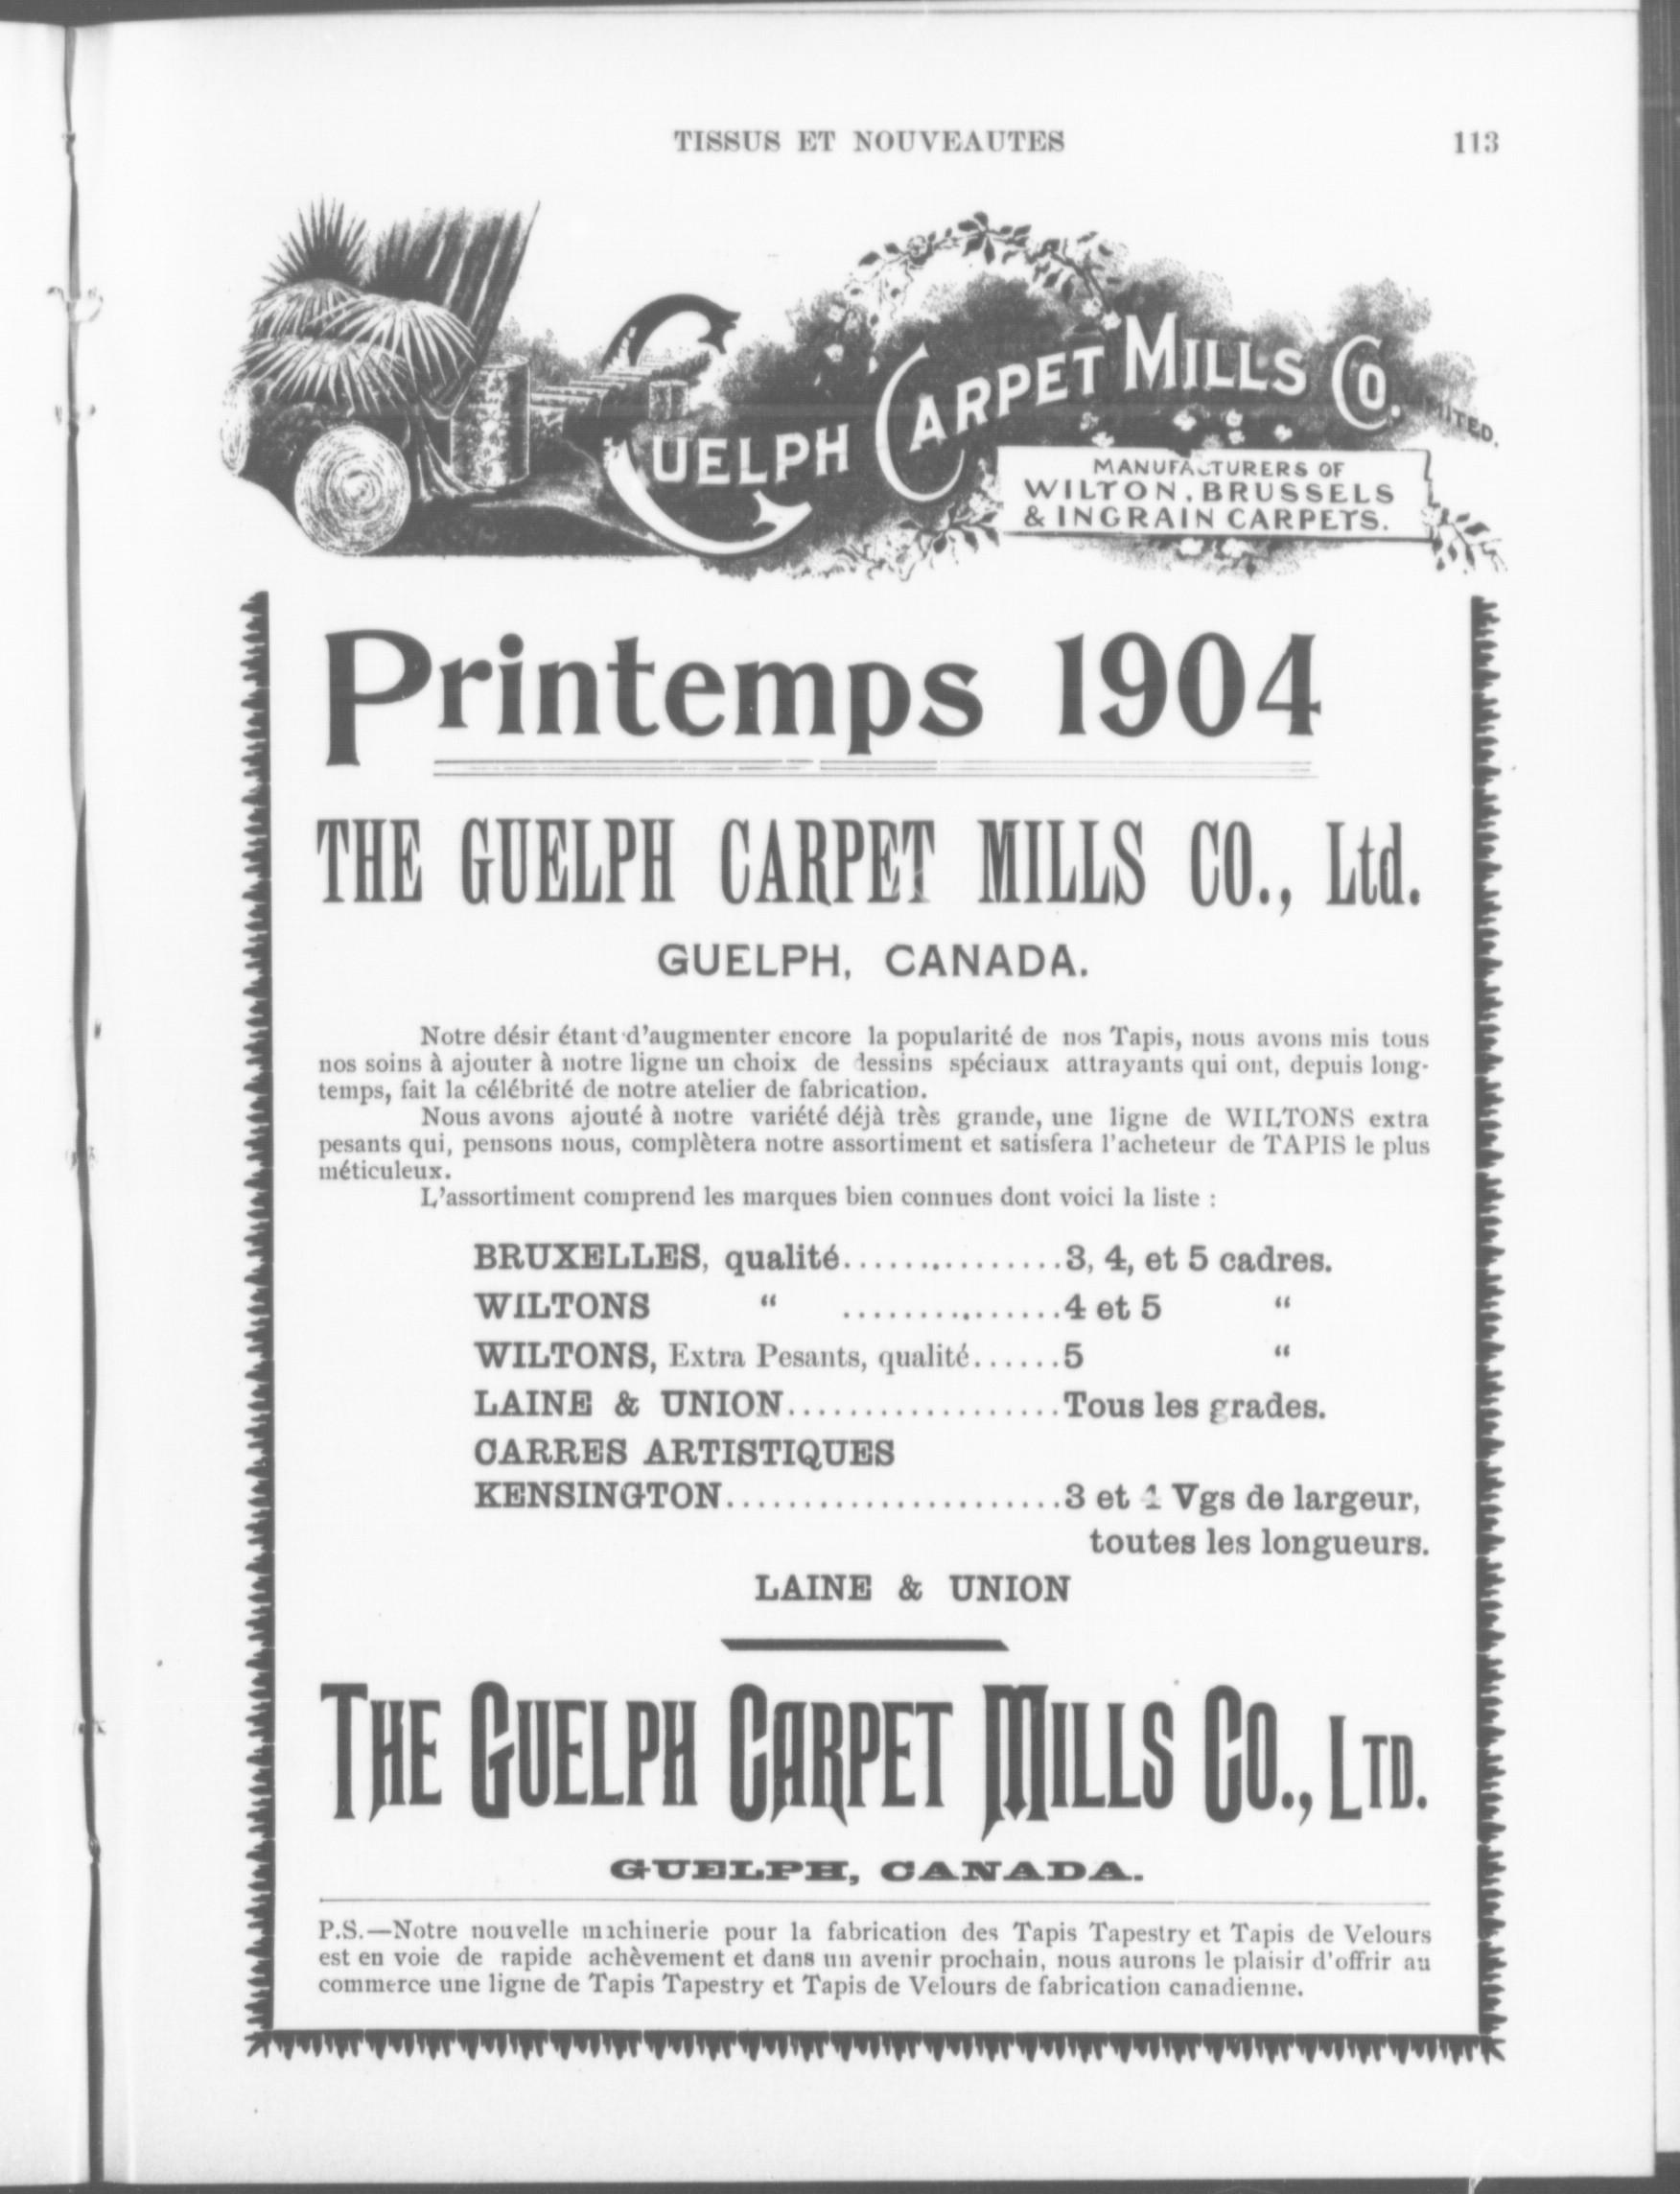 TISSUS ET NOUVEAUTES 113
GUELPH CARPET MILLS CO. LIMITED.
MANUFACTURERS OF
WILTON, BRUSSELS
& INGRAIN CARPETS.
Printemps 1904
THE GUELPH CARPET MILLS CO., Ltd.
GUELPH, CANADA.
Notre désir étant d'augmenter encore la popularité de nos Tapis, nous avons mis tous
nos soins à ajouter à notre ligne un choix de dessins spéciaux attrayants qui ont, depuis long-
temps, fait la célébrité de notre atelier de fabrication.
Nous avons ajouté à notre variété déjà très grande, une ligne de WILTONS extra
pesants qui, pensons nous, complètera notre assortiment et satisfera l'acheteur de TAPIS le plus
méticuleux.
L'assortiment comprend les marques bien connues dont voici la liste :
BRUXELLES, qualité..............3, 4, et 5 cadres.
WILTONS “ ..............4 et 5 “
WILTONS, Extra Pesants, qualité......5 “
LAINE & UNION..................Tous les grades.
CARRES ARTISTIQUES
KENSINGTON......................3 et 4 Vgs de largeur,
toutes les longueurs.
LAINE & UNION
THE GUELPH CARPET MILLS CO., LTD.
GUELPH, CANADA.
P.S.—Notre nouvelle machinerie pour la fabrication des Tapis Tapestry et Tapis de Velours
est en voie de rapide achèvement et dans un avenir prochain, nous aurons le plaisir d'offrir au
commerce une ligne de Tapis Tapestry et Tapis de Velours de fabrication canadienne.